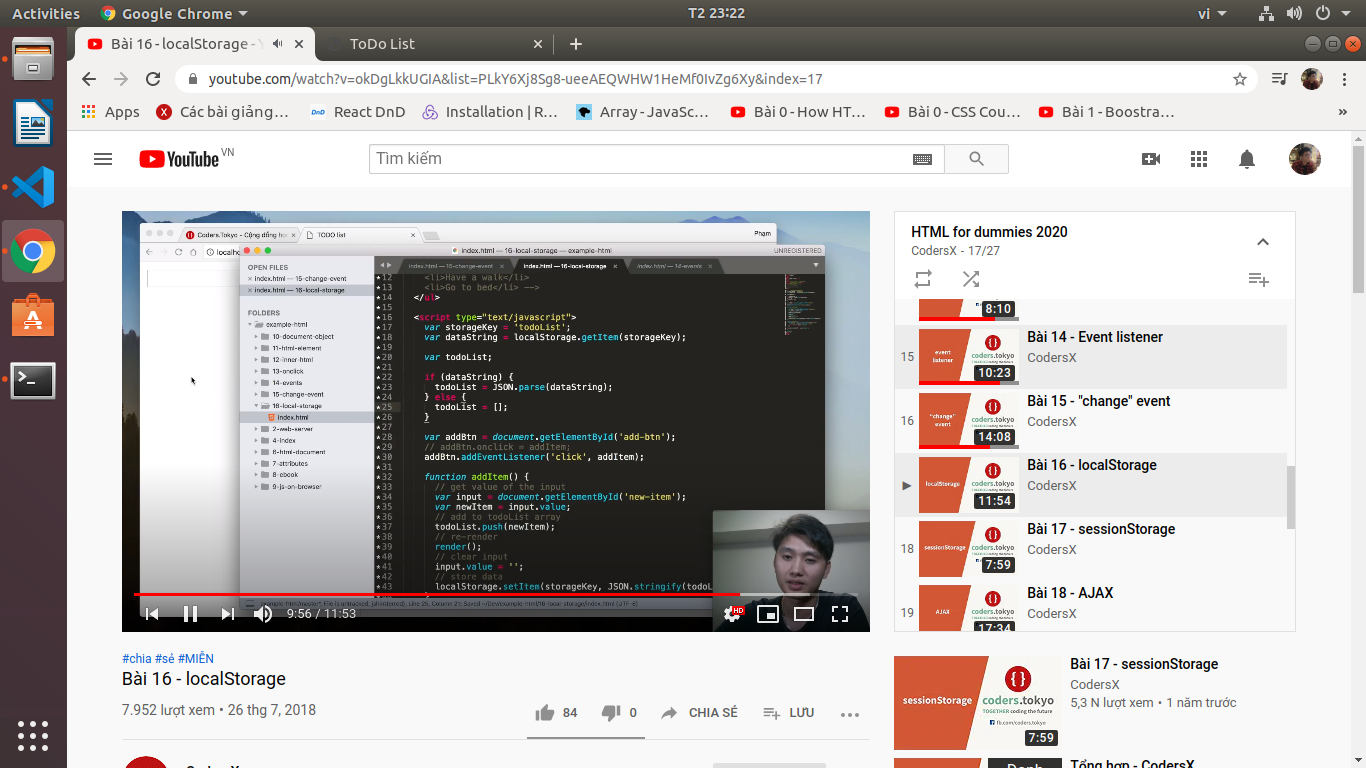 Activities
Google Chrome
T2 23:22
vi
Bài 16 - localStorage - Y
ToDo List
youtube.com/watch?v=okDgLkkUGIA&list=PLkY6Xj8Sg8-ueeAEQWHW1HeMf0IvZg6Xy&index=17
Apps
Các bài giảng…
React DnD
Installation | R…
Array - JavaSc…
Bài 0 - How HT…
Bài 0 - CSS Cou…
Bài 1 - Boostra…
»
YouTube VN
Tìm kiếm
Coders.Tokyo - Cộng đồng học
TODO list
Pham
localho
index.html — 16-local-storage — example-html
UNREGISTERED
OPEN FILES
index.html — 15-change-event
index.html — 16-local-storage
FOLDERS
example-html
10-document-object
11-html-element
12-inner-html
13-onclick
14-events
15-change-event
16-local-storage
index.html
2-web-server
4-index
6-html-document
7-attributes
8-ebook
9-js-on-browser
index.html — 15-change-event
index.html — 16-local-storage
index.html — 14-events
12 <li>Have a walk</li>
13 <li>Go to bed</li> -->
14 </ul>
15
16 <script type="text/javascript">
17 var storageKey = 'todoList';
18 var dataString = localStorage.getItem(storageKey);
19
20 var todoList;
21
22 if (dataString) {
23 todoList = JSON.parse(dataString);
24 } else {
25 todoList = [];
26 }
27
28 var addBtn = document.getElementById('add-btn');
29 // addBtn.onclick = addItem;
30 addBtn.addEventListener('click', addItem);
31
32 function addItem() {
33 // get value of the input
34 var input = document.getElementById('new-item');
35 var newItem = input.value;
36 // add to todoList array
37 todoList.push(newItem);
38 // re-render
39 render();
40 // clear input
41 input.value = '';
42 // store data
43 localStorage.setItem(storageKey, JSON.stringify(todoL
9:56 / 11:53
HD
HTML for dummies 2020
CodersX - 17/27
8:10
15
event listener
10:23
Bài 14 - Event listener
CodersX
16
"change" event
14:08
Bài 15 - "change" event
CodersX
localStorage
11:54
Bài 16 - localStorage
CodersX
18
sessionStorage
7:59
Bài 17 - sessionStorage
CodersX
19
AJAX
17:34
Bài 18 - AJAX
CodersX
#chia #sẻ #MIỄN
Bài 16 - localStorage
7.952 lượt xem • 26 thg 7, 2018
84
0
CHIA SẺ
LƯU
sessionStorage
coders.tokyo
TOGETHER coding the future
fb.com/coders.tokyo
7:59
Bài 17 - sessionStorage
CodersX
5,3 N lượt xem • 1 năm trước
Tổng hợp - CodersX